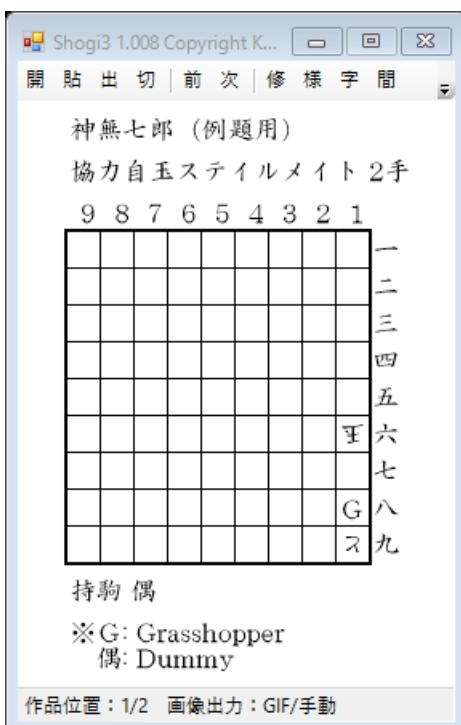 Shogi3 1.008 Copyright K...
開 貼 出 切 前 次 修 様 字 間
神無七郎（例題用）
協力自玉ステイルメイト 2手
9 8 7 6 5 4 3 2 1
一
二
三
四
五
玉 六
七
G 八
ス 九
持駒 偶
※G: Grasshopper
偶: Dummy
作品位置：1/2 画像出力：GIF/手動